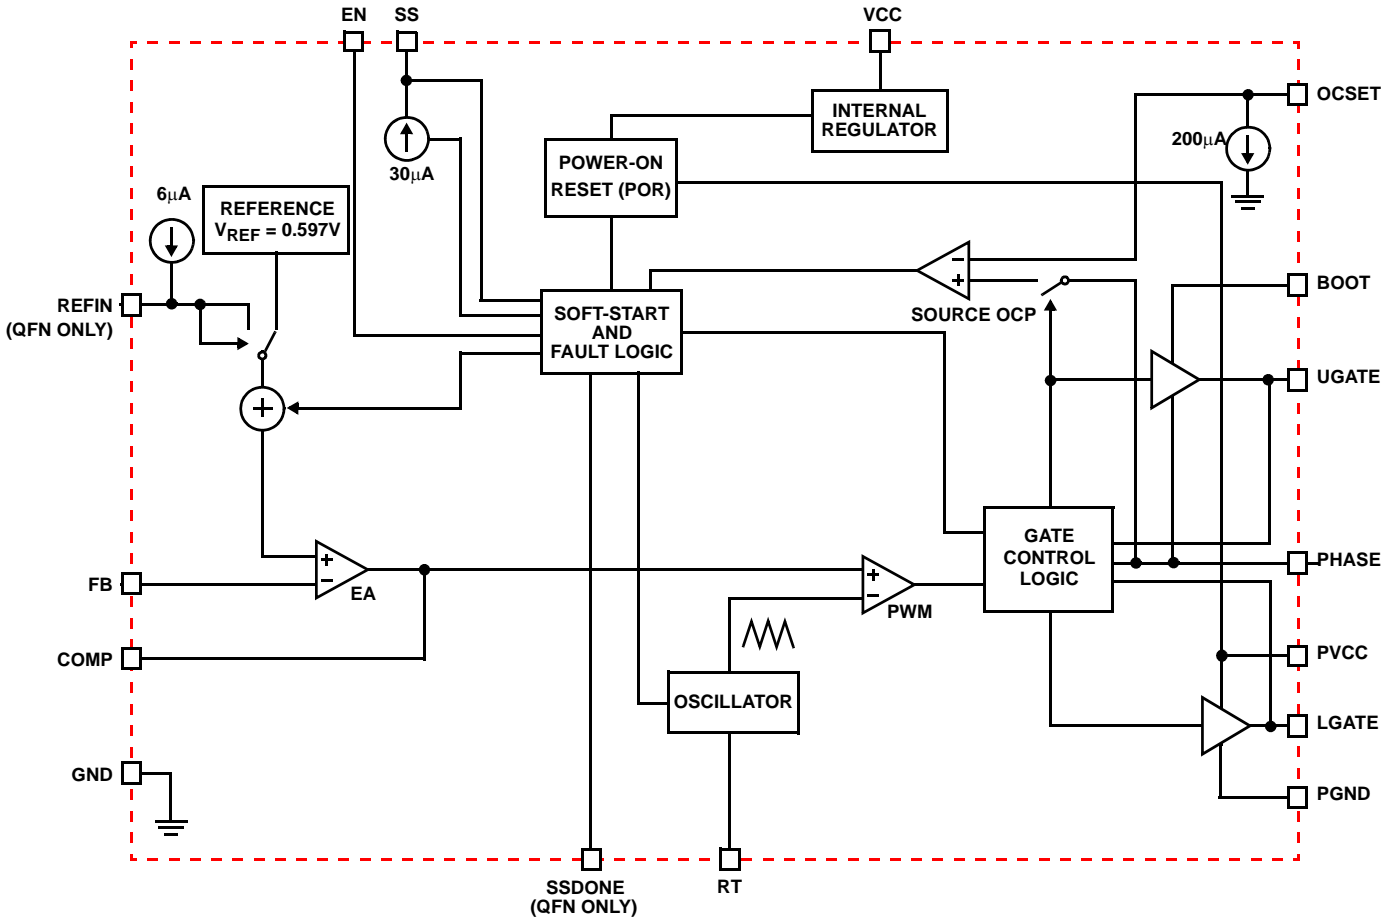 EN
SS
VCC
OCSET
INTERNAL
REGULATOR
200μA
30μA
POWER-ON
RESET (POR)
6μA
REFERENCE
VREF = 0.597V
REFIN
(QFN ONLY)
SOFT-START
AND
FAULT LOGIC
−
+
SOURCE OCP
BOOT
UGATE
+
GATE
CONTROL
LOGIC
PHASE
+
−
EA
FB
+
−
PWM
COMP
OSCILLATOR
PVCC
LGATE
GND
PGND
SSDONE
(QFN ONLY)
RT